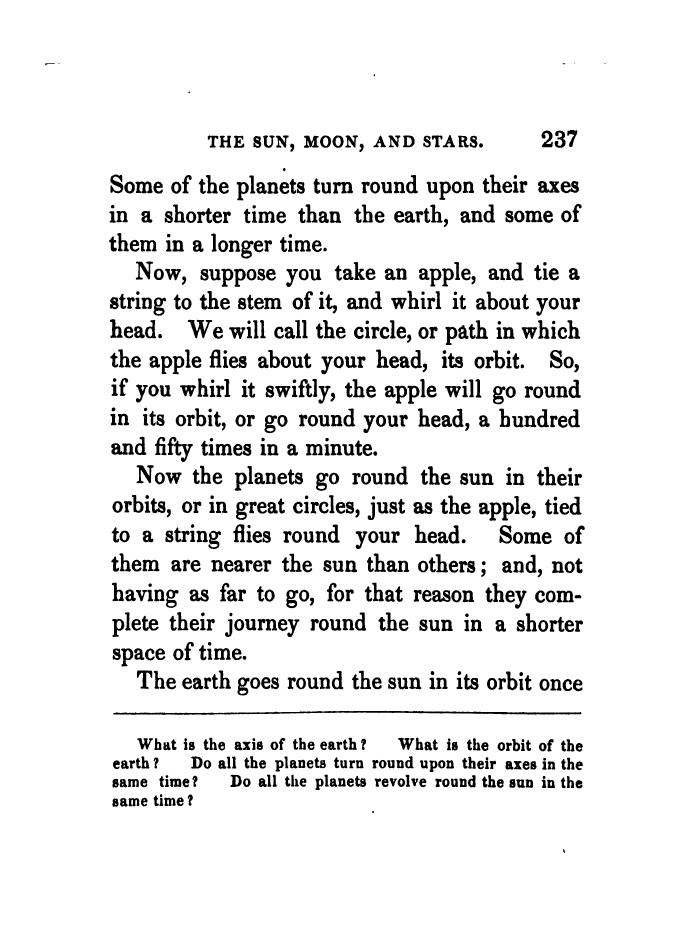 THE SUN, MOON, AND STARS. 237
Some of the planets turn round upon their axes
in a shorter time than the earth, and some of
them in a longer time.
Now, suppose you take an apple, and tie a
string to the stem of it, and whirl it about your
head. We will call the circle, or path in which
the apple flies about your head, its orbit. So,
if you whirl it swiftly, the apple will go round
in its orbit, or go round your head, a hundred
and fifty times in a minute.
Now the planets go round the sun in their
orbits, or in great circles, just as the apple, tied
to a string flies round your head. Some of
them are nearer the sun than others; and, not
having as far to go, for that reason they com-
plete their journey round the sun in a shorter
space of time.
The earth goes round the sun in its orbit once
What is the axis of the earth? What is the orbit of the
earth? Do all the planets turn round upon their axes in the
same time? Do all the planets revolve round the sun in the
same time?